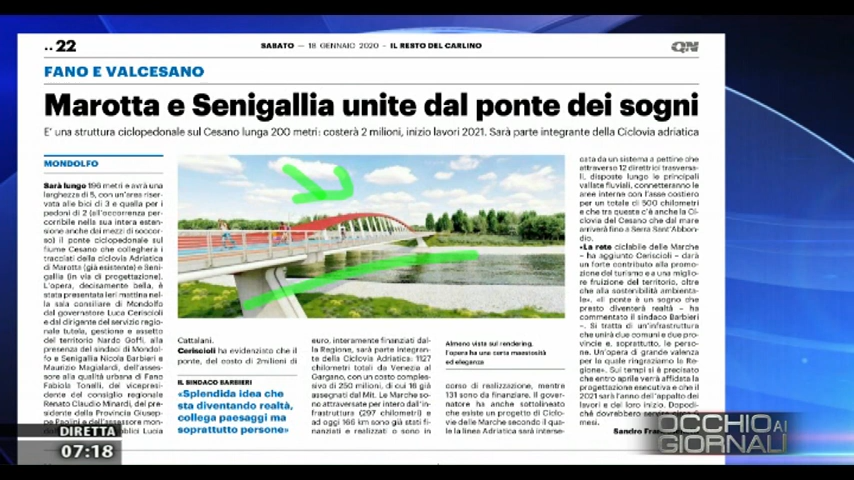 ..22
SABATO — 18 GENNAIO 2020 – IL RESTO DEL CARLINO
QN
FANO E VALCESANO
Marotta e Senigallia unite dal ponte dei sogni
E' una struttura ciclopedonale sul Cesano lunga 200 metri: costerà 2 milioni, inizio lavori 2021. Sarà parte integrante della Ciclovia adriatica
MONDOLFO
Sarà lungo 196 metri e avrà una
larghezza di 5, con un'area riser-
vata alle bici di 3 e quella per i
pedoni di 2 (all'occorrenza per-
corribile nella sua intera esten-
sione anche dai mezzi di soccor-
so) il ponte ciclopedonale sul
fiume Cesano che collegherà i
tracciati della ciclovia Adriatica
di Marotta (già esistente) e Seni-
gallia (in via di progettazione).
L'opera, decisamente bella, è
stata presentata ieri mattina nel-
la sala consiliare di Mondolfo
dal governatore Luca Ceriscioli
e dal dirigente del servizio regio-
nale tutela, gestione e assetto
del territorio Nardo Goffi, alla
presenza dei sindaci di Mondol-
fo e Senigallia Nicola Barbieri e
Maurizio Mangialardi, dell'asses-
sore alla qualità urbana di Fano
Fabiola Tonelli, del vicepresi-
dente del consiglio regionale
Renato Claudio Minardi, del pre-
sidente della Provincia Giusep-
pe Paolini e dell'assessore mon-
Lucia
Cattalani.
Ceriscioli ha evidenziato che il
ponte, del costo di 2milioni di
IL SINDACO BARBIERI
«Splendida idea che
sta diventando realtà,
collega paesaggi ma
soprattutto persone»
euro, interamente finanziati dal-
la Regione, sarà parte integran-
te della Ciclovia Adriatica: 1127
chilometri totali da Venezia al
Gargano, con un costo comples-
sivo di 250 milioni, di cui 16 già
assegnati dal Mit. Le Marche so-
no attraversate per intero dall'in-
frastruttura (297 chilometri) e
ad oggi 166 km sono già stati
finanziati e realizzati o sono in
Almeno vista sul rendering,
l'opera ha una certa maestosità
ed eleganza
corso di realizzazione, mentre
131 sono da finanziare. Il gover-
natore ha anche sottolineato
che esiste un progetto di Ciclo-
vie delle Marche secondo il qua-
le la linea Adriatica sarà interse-
cata da un sistema a pettine che
attraverso 12 direttrici trasversa-
li, disposte lungo le principali
vallate fluviali, connetteranno le
aree interne con l'asse costiero
per un totale di 500 chilometri
e che tra queste c'è anche la Ci-
clovia del Cesano che dal mare
arriverà fino a Serra Sant'Abbon-
dio.
«La rete ciclabile delle Marche
– ha aggiunto Ceriscioli – darà
un forte contributo alla promo-
zione del turismo e a una miglio-
re fruizione del territorio, oltre
che alla sostenibilità ambienta-
le». «Il ponte è un sogno che
presto diventerà realtà – ha
commentato il sindaco Barbieri
–. Si tratta di un'infrastruttura
che unirà due comuni e due pro-
vincie e, soprattutto, le perso-
ne. Un'opera di grande valenza
per la quale ringraziamo la Re-
gione». Sui tempi si è precisato
che entro aprile verrà affidata la
progettazione esecutiva e che il
2021 sarà l'anno dell'appalto dei
lavori e del loro inizio. Dopodi-
ché dovrebbero
mesi.
Sandro
DIRETTA
07:18
OCCHIO AI
GIORNALI